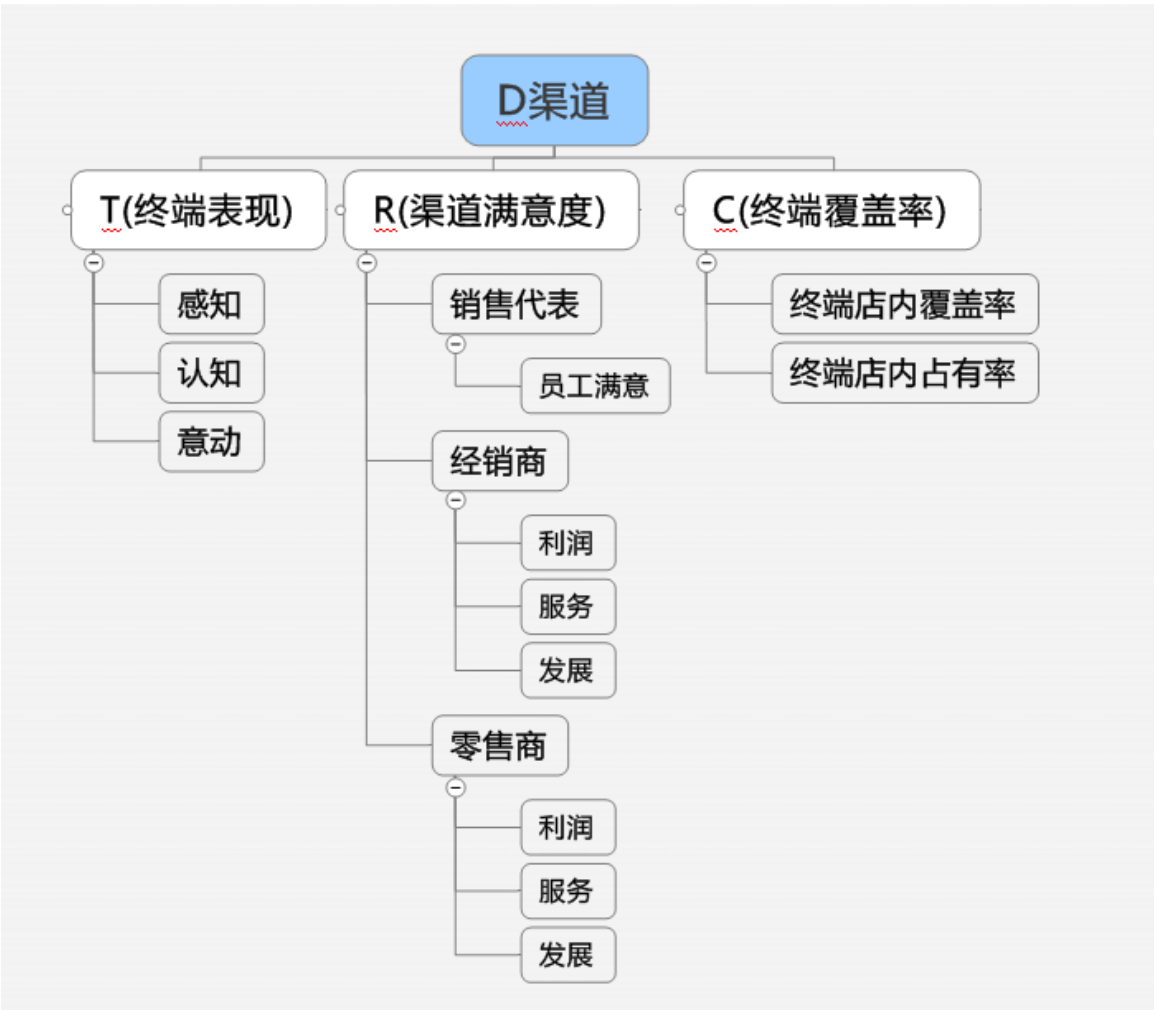 D渠道
T(终端表现)
感知
认知
意动
R(渠道满意度)
销售代表
员工满意
经销商
利润
服务
发展
零售商
利润
服务
发展
C(终端覆盖率)
终端店内覆盖率
终端店内占有率